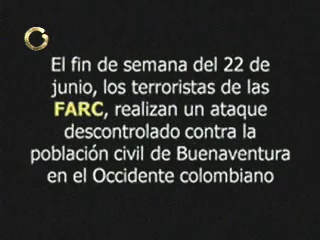 El fin de semana del 22 de
junio, los terroristas de las
FARC, realizan un ataque
descontrolado contra la
población civil de Buenaventura
en el Occidente colombiano